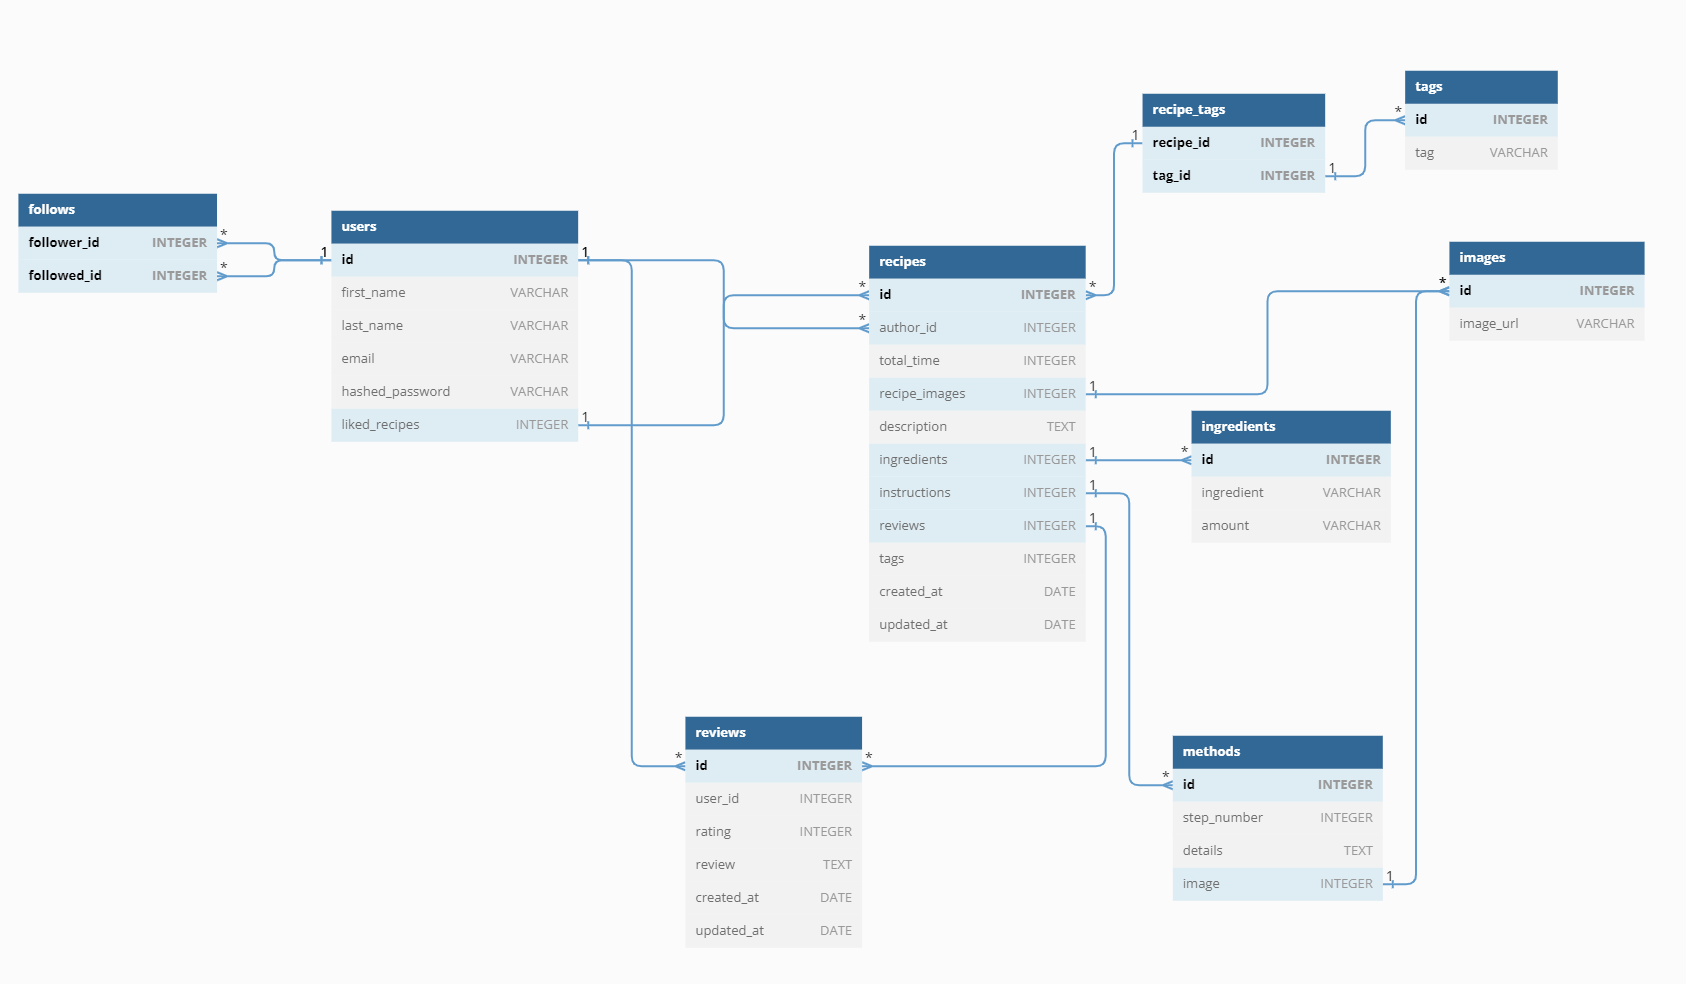 follows
follower_id INTEGER *
followed_id INTEGER *
users
1 id INTEGER 1
first_name VARCHAR
last_name VARCHAR
email VARCHAR
hashed_password VARCHAR
liked_recipes INTEGER 1
recipes
* id INTEGER *
* author_id INTEGER
total_time INTEGER
recipe_images INTEGER 1
description TEXT
ingredients INTEGER 1
instructions INTEGER 1
reviews INTEGER 1
tags INTEGER
created_at DATE
updated_at DATE
recipe_tags
1 recipe_id INTEGER
tag_id INTEGER 1
tags
* id INTEGER
tag VARCHAR
images
* id INTEGER
image_url VARCHAR
ingredients
* id INTEGER
ingredient VARCHAR
amount VARCHAR
reviews
* id INTEGER *
user_id INTEGER
rating INTEGER
review TEXT
created_at DATE
updated_at DATE
methods
* id INTEGER
step_number INTEGER
details TEXT
image INTEGER 1